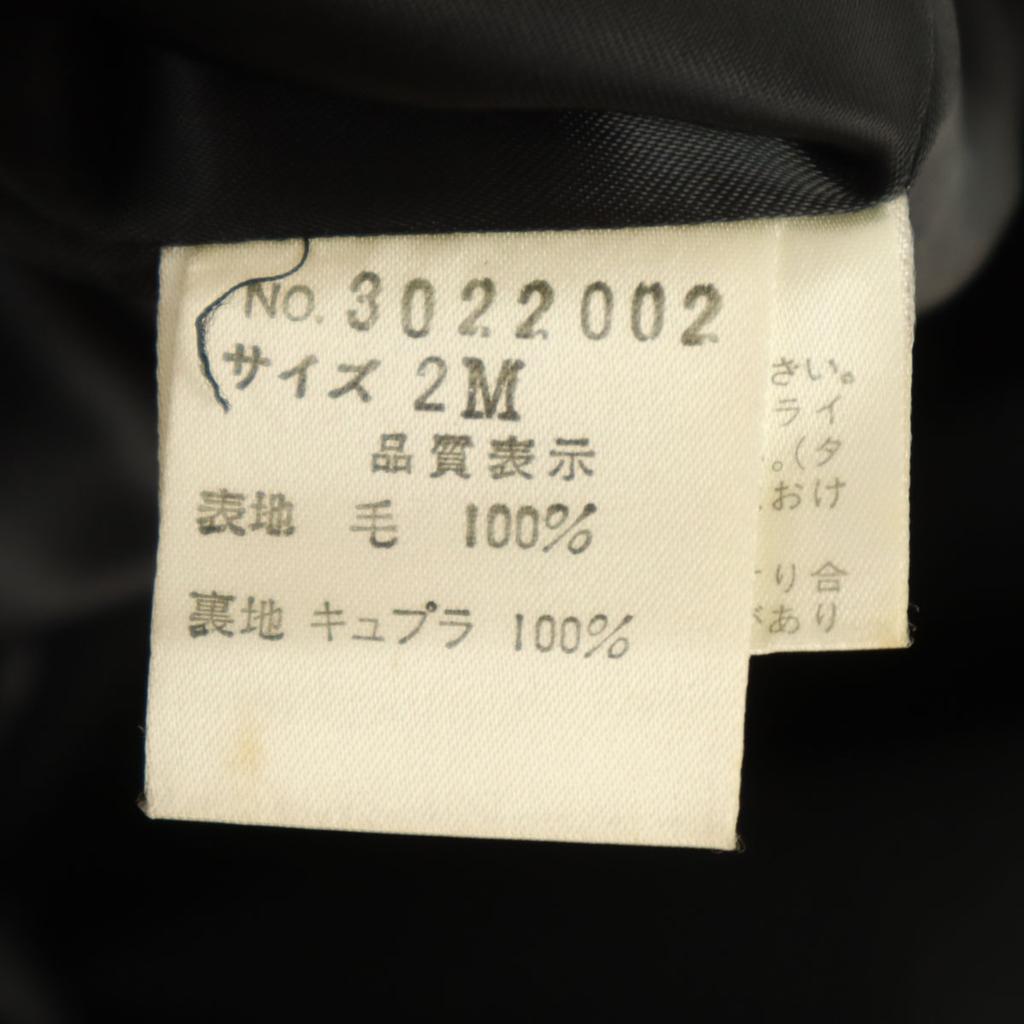 NO. 3022002
サイズ 2M
品質表示
表地 毛 100%
裏地 キュプラ 100%
さい。
ライ
。(タ
おけ
り合
があり